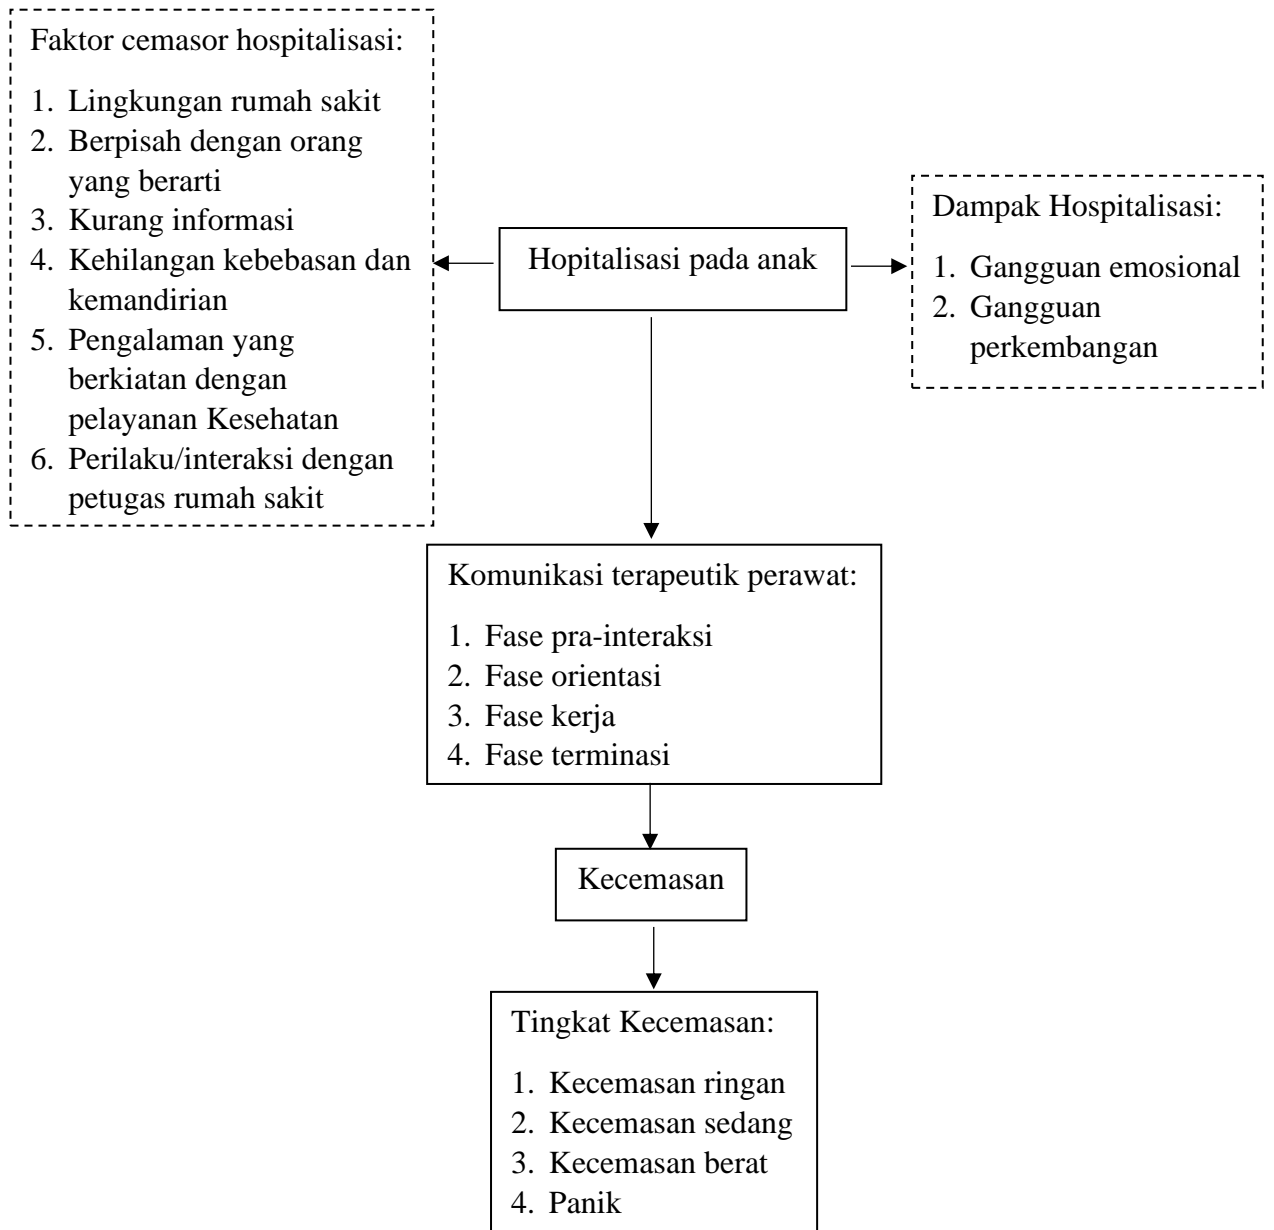 Faktor cemasor hospitalisasi:
1. Lingkungan rumah sakit
2. Berpisah dengan orang
yang berarti
3. Kurang informasi
4. Kehilangan kebebasan dan
kemandirian
5. Pengalaman yang
berkiatan dengan
pelayanan Kesehatan
6. Perilaku/interaksi dengan
petugas rumah sakit
Hopitalisasi pada anak
Dampak Hospitalisasi:
1. Gangguan emosional
2. Gangguan
perkembangan
Komunikasi terapeutik perawat:
1. Fase pra-interaksi
2. Fase orientasi
3. Fase kerja
4. Fase terminasi
Kecemasan
Tingkat Kecemasan:
1. Kecemasan ringan
2. Kecemasan sedang
3. Kecemasan berat
4. Panik